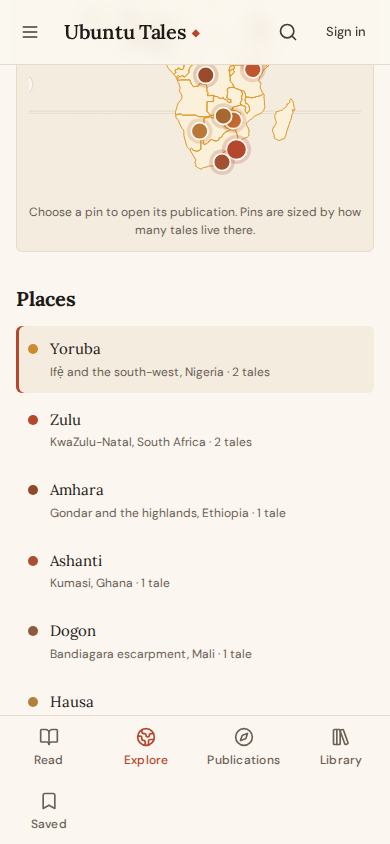 Ubuntu Tales
Sign in
Choose a pin to open its publication. Pins are sized by how
many tales live there.
Places
Yoruba
Ifẹ̀ and the south-west, Nigeria · 2 tales
Zulu
KwaZulu-Natal, South Africa · 2 tales
Amhara
Gondar and the highlands, Ethiopia · 1 tale
Ashanti
Kumasi, Ghana · 1 tale
Dogon
Bandiagara escarpment, Mali · 1 tale
Hausa
Read
Explore
Publications
Library
Saved